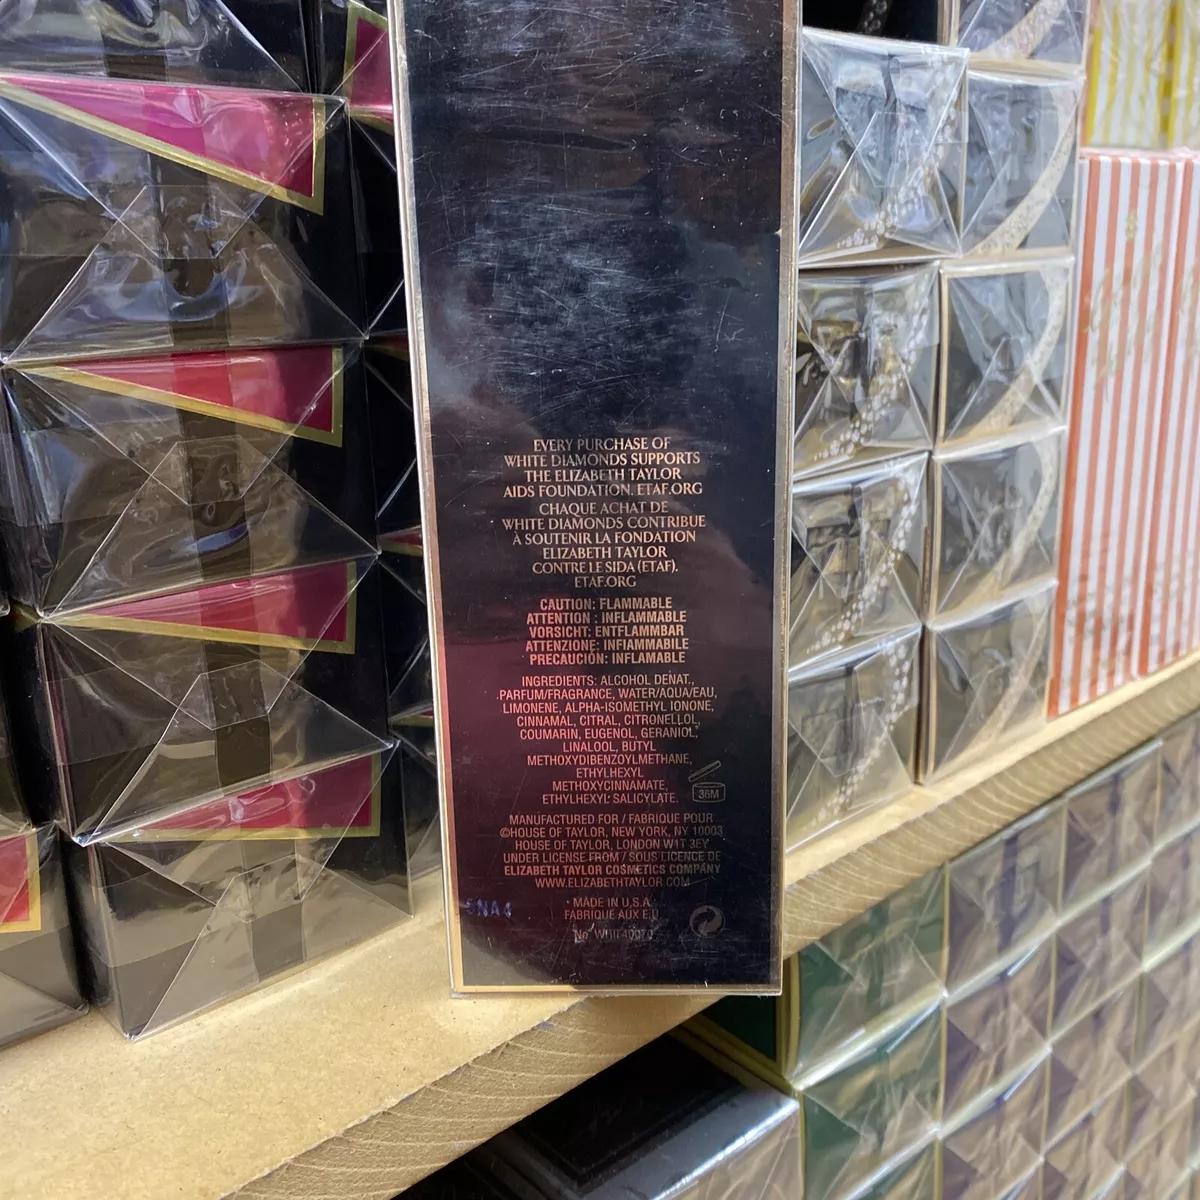 EVERY PURCHASE OF
WHITE DIAMONDS SUPPORTS
THE ELIZABETH TAYLOR
AIDS FOUNDATION. ETAF.ORG
CHAQUE ACHAT DE
WHITE DIAMONDS CONTRIBUE
À SOUTENIR LA FONDATION
ELIZABETH TAYLOR
CONTRE LE SIDA (ETAF).
ETAF.ORG
CAUTION: FLAMMABLE
ATTENTION : INFLAMMABLE
VORSICHT: ENTFLAMMBAR
ATTENZIONE: INFIAMMABILE
PRECAUCIÓN: INFLAMABLE
INGREDIENTS: ALCOHOL DENAT.,
PARFUM/FRAGRANCE, WATER/AQUA/EAU,
LIMONENE, ALPHA-ISOMETHYL IONONE,
CINNAMAL, CITRAL, CITRONELLOL,
COUMARIN, EUGENOL, GERANIOL,
LINALOOL, BUTYL
METHOXYDIBENZOYLMETHANE,
ETHYLHEXYL
METHOXYCINNAMATE,
ETHYLHEXYL SALICYLATE.
36M
MANUFACTURED FOR / FABRIQUÉ POUR
©HOUSE OF TAYLOR, NEW YORK, NY 10003
HOUSE OF TAYLOR, LONDON W1T 3EY
UNDER LICENSE FROM / SOUS LICENCE DE
ELIZABETH TAYLOR COSMETICS COMPANY
WWW.ELIZABETHTAYLOR.COM
MADE IN U.S.A.
FABRIQUÉ AUX É.U.
No.